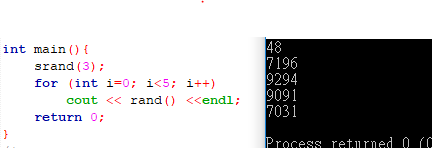 int main(){
srand(3);
for (int i=0; i<5; i++)
cout << rand() <<endl;
return 0;
}
48
7196
9294
9091
7031
Process returned 0 (0